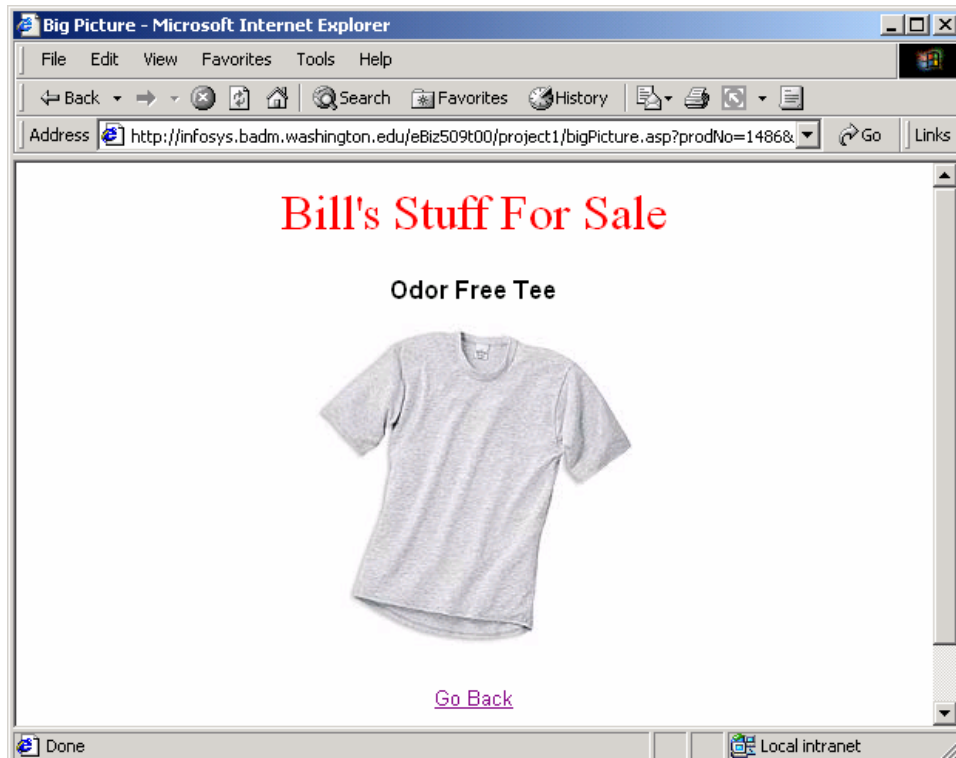 Big Picture - Microsoft Internet Explorer
File Edit View Favorites Tools Help
Back Search Favorites History
Address http://infosys.badm.washington.edu/eBiz509t00/project1/bigPicture.asp?prodNo=1486& Go Links
Bill's Stuff For Sale
Odor Free Tee
Go Back
Done Local intranet